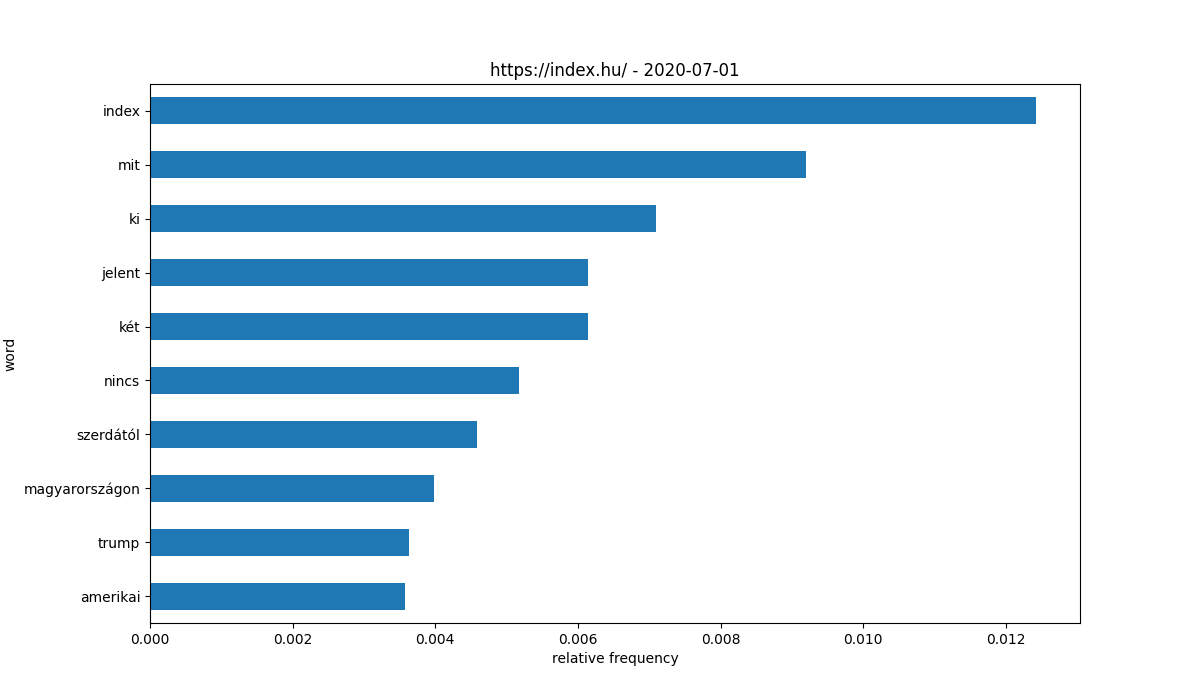 https://index.hu/ - 2020-07-01
word
index
mit
ki
jelent
két
nincs
szerdától
magyarországon
trump
amerikai
0.000 0.002 0.004 0.006 0.008 0.010 0.012
relative frequency